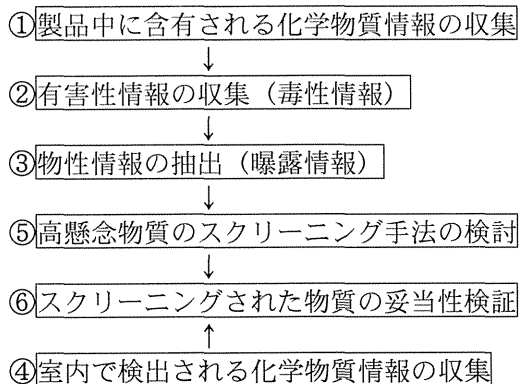 ①製品中に含有される化学物質情報の収集
↓
②有害性情報の収集（毒性情報）
↓
③物性情報の抽出（曝露情報）
↓
⑤高懸念物質のスクリーニング手法の検討
↓
⑥スクリーニングされた物質の妥当性検証
↑
④室内で検出される化学物質情報の収集